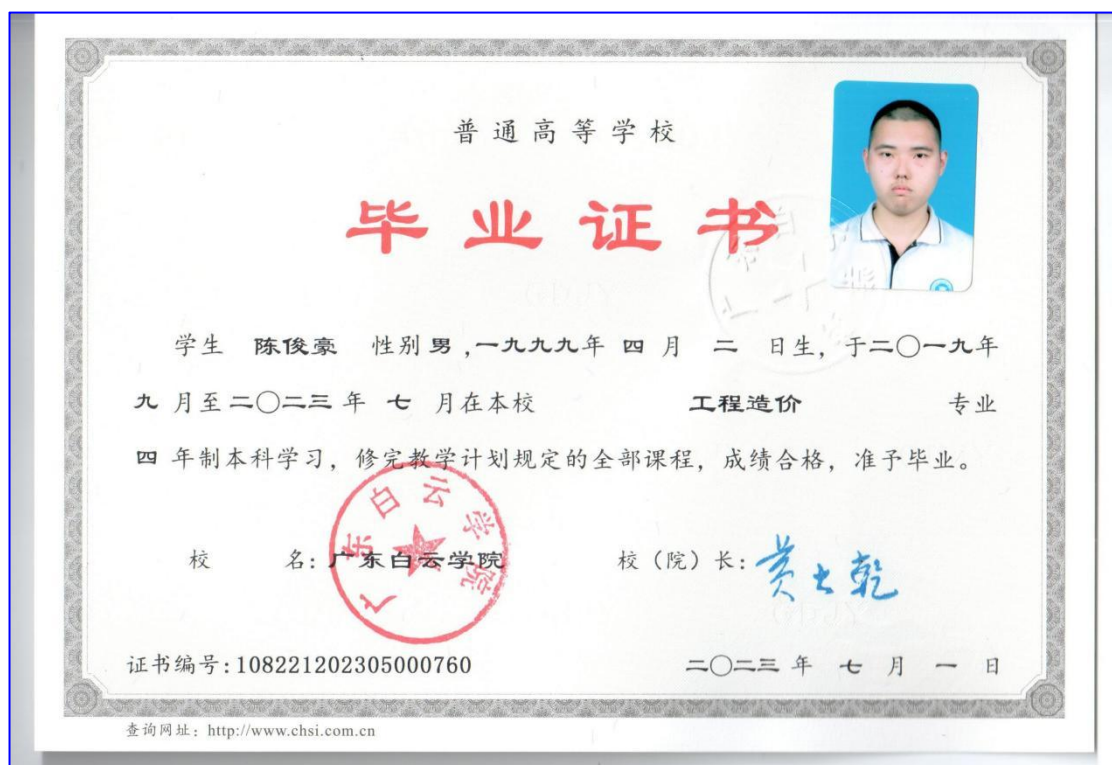 普通高等学校
毕业证书
学生 陈俊豪 性别 男,一九九九年 四 月 二 日生，于二〇一九年
九 月至 二〇二三 年 七 月在本校 工程造价 专业
四 年制本科学习，修完教学计划规定的全部课程，成绩合格，准予毕业。
广东白云学院
校 名: 广东白云学院 校（院）长:
证书编号: 108221202305000760 二〇二三 年 七 月 一 日
查询网址: http://www.chsi.com.cn